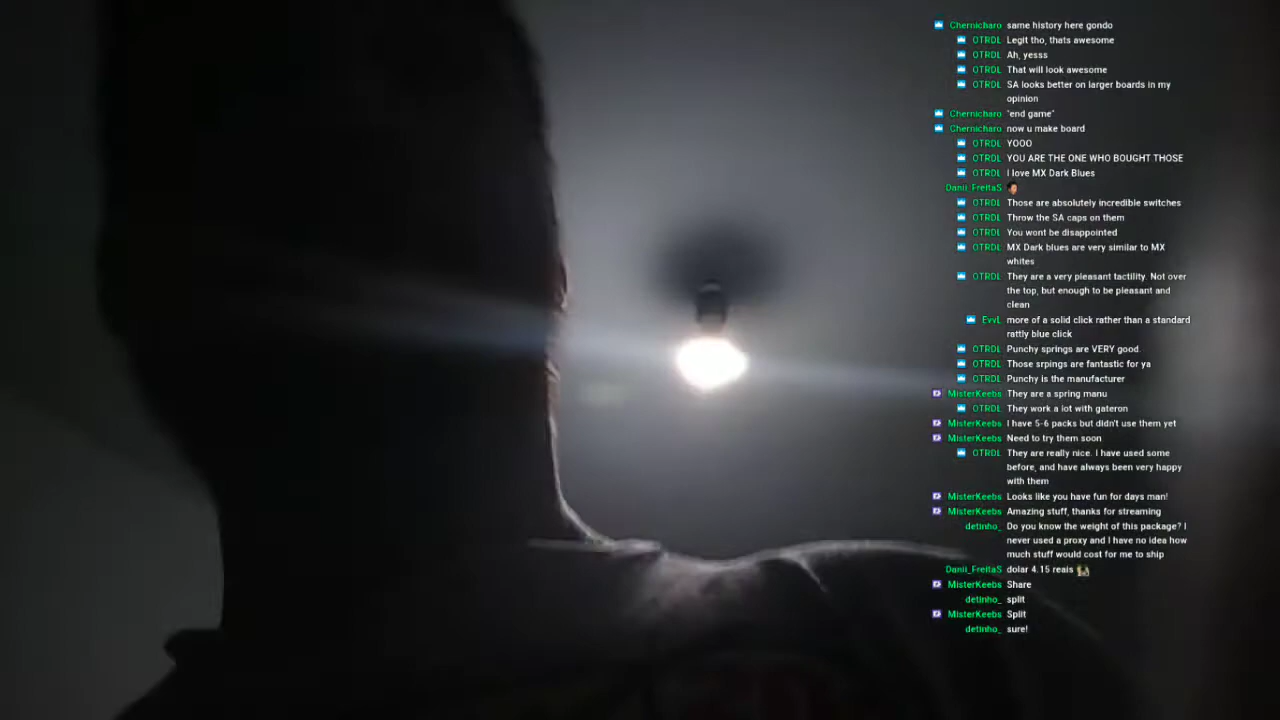 Chernicharo same history here gondo
OTRDL Legit tho, thats awesome
OTRDL Ah, yesss
OTRDL That will look awesome
OTRDL SA looks better on larger boards in my
opinion
Chernicharo "end game"
Chernicharo now u make board
OTRDL YOOO
OTRDL YOU ARE THE ONE WHO BOUGHT THOSE
OTRDL I love MX Dark Blues
Danii_FreitaS
OTRDL Those are absolutely incredible switches
OTRDL Throw the SA caps on them
OTRDL You wont be disappointed
OTRDL MX Dark blues are very similar to MX
whites
OTRDL They are a very pleasant tactility. Not over
the top, but enough to be pleasant and
clean
EvvL more of a solid click rather than a standard
rattly blue click
OTRDL Punchy springs are VERY good.
OTRDL Those srpings are fantastic for ya
OTRDL Punchy is the manufacturer
MisterKeebs They are a spring manu
OTRDL They work a lot with gateron
MisterKeebs I have 5-6 packs but didn't use them yet
MisterKeebs Need to try them soon
OTRDL They are really nice. I have used some
before, and have always been very happy
with them
MisterKeebs Looks like you have fun for days man!
MisterKeebs Amazing stuff, thanks for streaming
detinho_ Do you know the weight of this package? I
never used a proxy and I have no idea how
much stuff would cost for me to ship
Danii_FreitaS dolar 4.15 reais
MisterKeebs Share
detinho_ split
MisterKeebs Split
detinho_ sure!